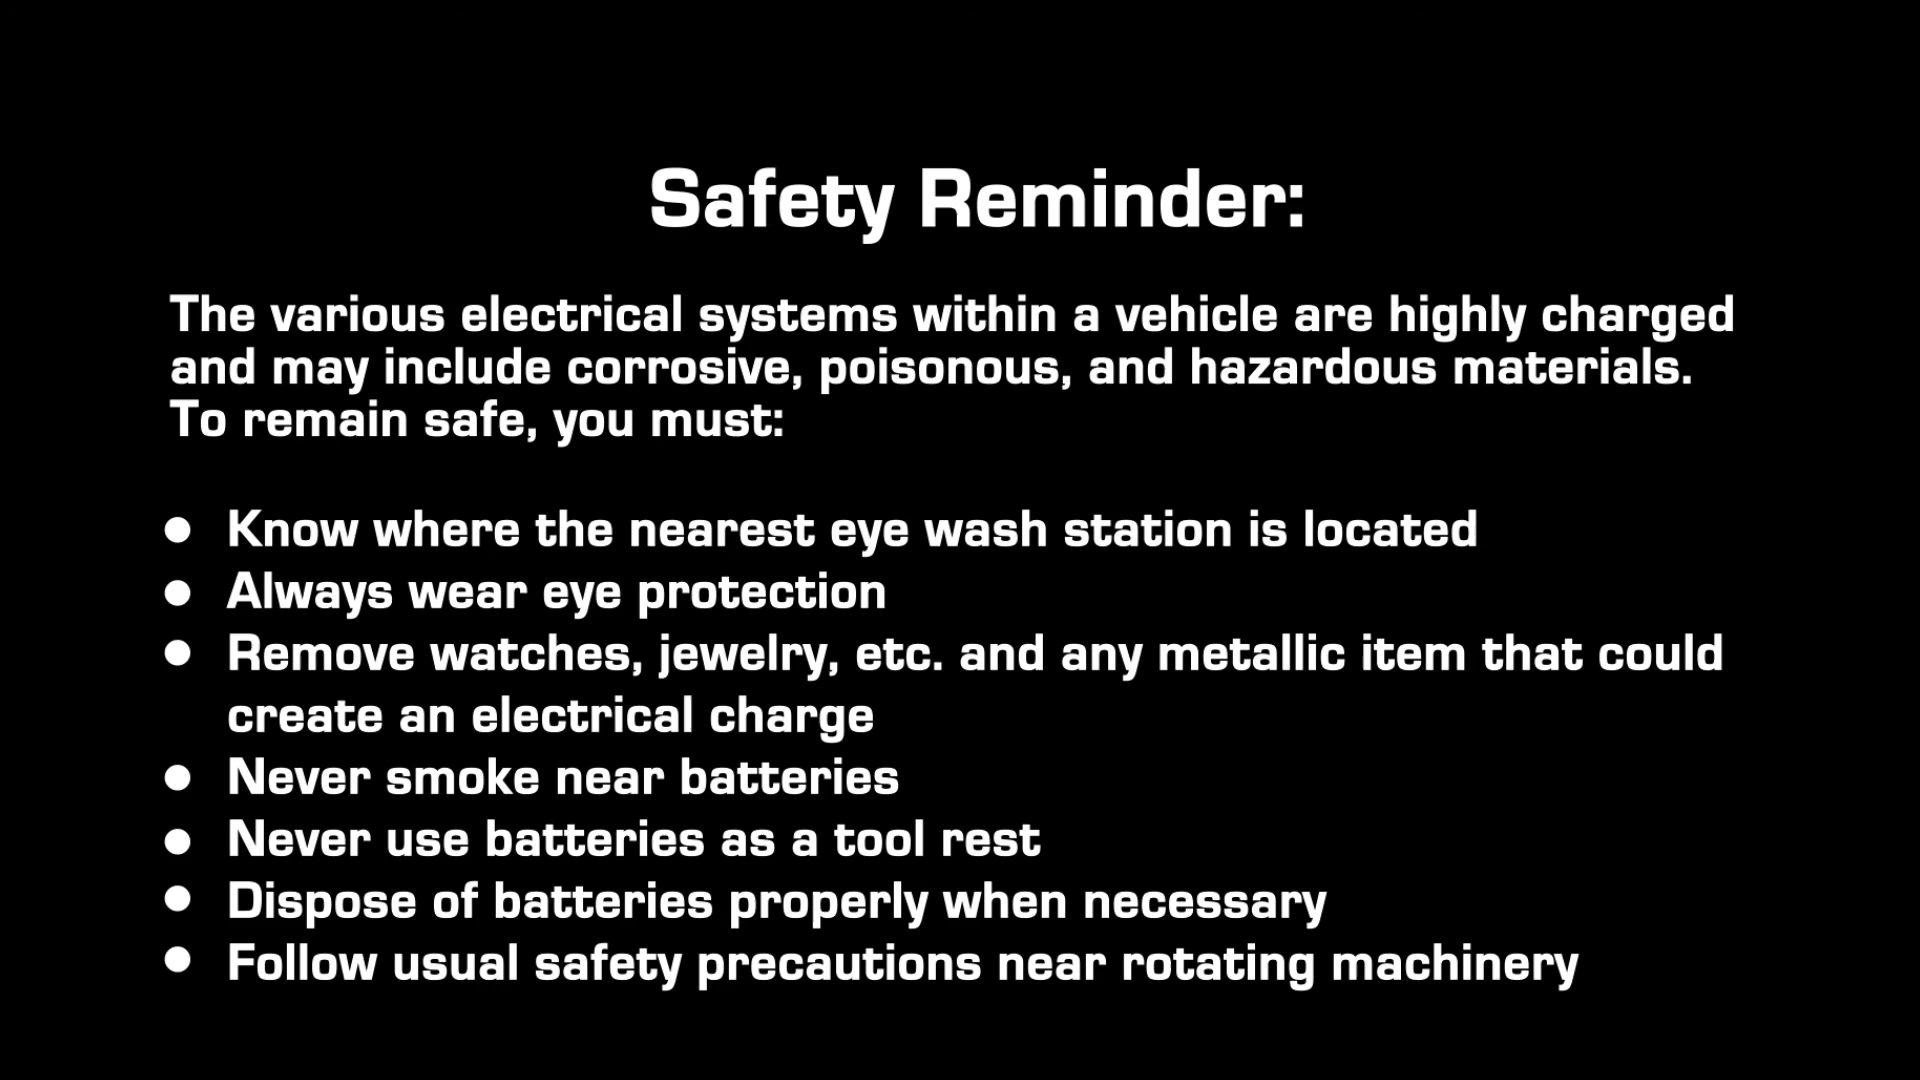 Safety Reminder:
The various electrical systems within a vehicle are highly charged
and may include corrosive, poisonous, and hazardous materials.
To remain safe, you must:
● Know where the nearest eye wash station is located
● Always wear eye protection
● Remove watches, jewelry, etc. and any metallic item that could
create an electrical charge
● Never smoke near batteries
● Never use batteries as a tool rest
● Dispose of batteries properly when necessary
● Follow usual safety precautions near rotating machinery